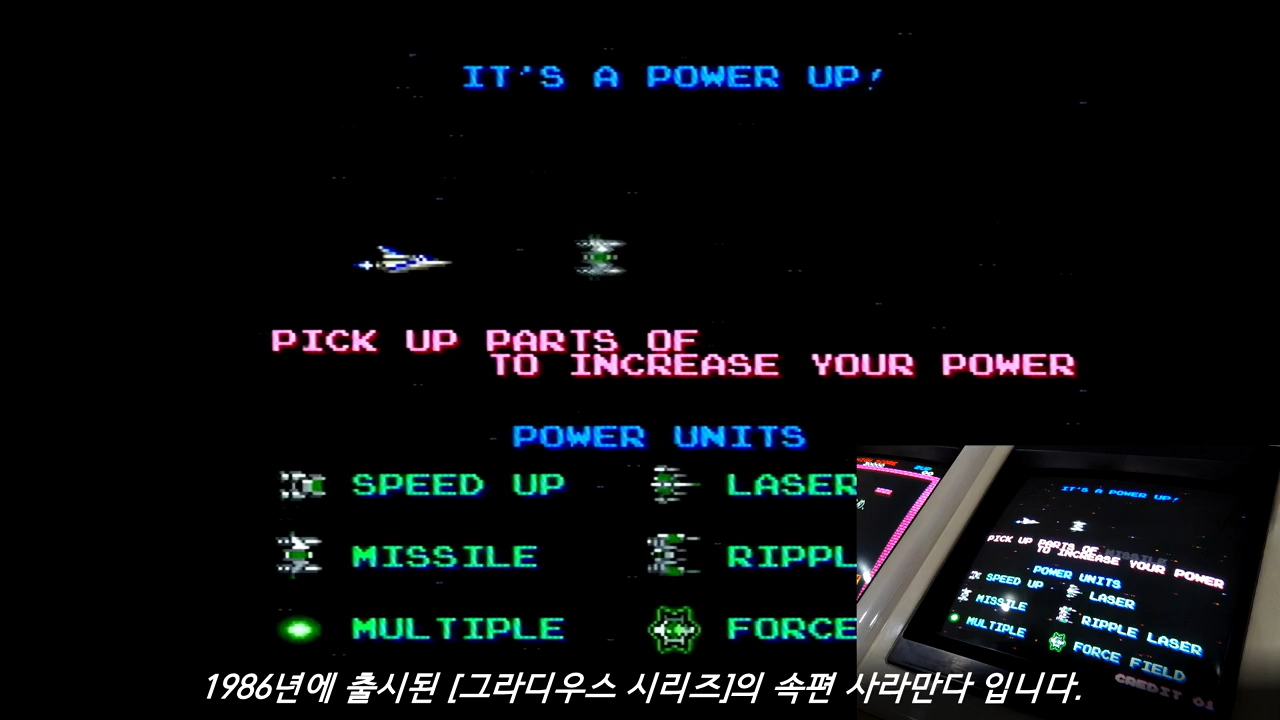 IT'S A POWER UP!
PICK UP PARTS OF
TO INCREASE YOUR POWER
POWER UNITS
SPEED UP
LASER
MISSILE
RIPPL
MULTIPLE
FORCE
IT'S A POWER UP!
PICK UP PARTS OF MISSILE
TO INCREASE YOUR POWER
POWER UNITS
SPEED UP
LASER
MISSILE
RIPPLE LASER
MULTIPLE
FORCE FIELD
CREDIT 01
1986년에 출시된 [그라디우스 시리즈]의 속편 사라만다 입니다.